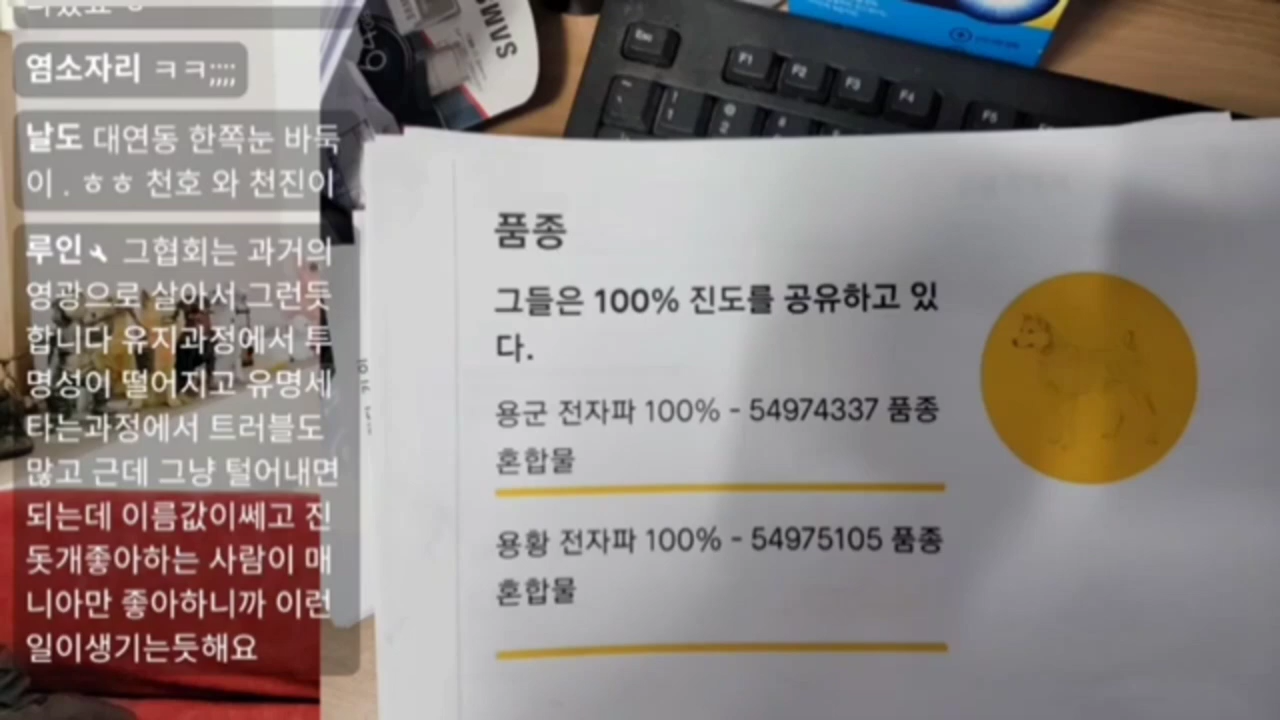 염소자리 ㅋㅋ;;;;
날도 대연동 한쪽눈 바둑
이 . ㅎㅎ 천호 와 천진이
루인 그협회는 과거의
영광으로 살아서 그런듯
합니다 유지과정에서 투
명성이 떨어지고 유명세
타는과정에서 트러블도
많고 근데 그냥 털어내면
되는데 이름값이쎄고 진
돗개좋아하는 사람이 매
니아만 좋아하니까 이런
일이생기는듯해요
SAMS
Esc
F1
F2
F3
F4
F5
품종
그들은 100% 진도를 공유하고 있
다.
용군 전자파 100% - 54974337 품종
혼합물
용황 전자파 100% - 54975105 품종
혼합물